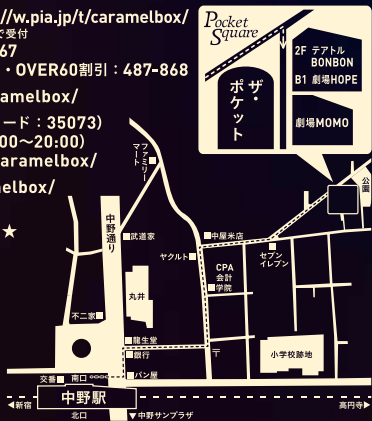 //w.pia.jp/t/caramelbox/
で受付
67
・OVER60割引：487-868
amelbox/
コード：35073）
00〜20:00）
aramelbox/
elbox/
★
Pocket
Square
ザ・
ポケット
2F テアトル
BONBON
B1 劇場HOPE
劇場MOMO
公園
ファミリー
マート
中野通り
武道家
中屋米店
ヤクルト
セブン
イレブン
CPA
会計
学院
丸井
不二家
龍生堂
銀行
〒
小学校跡地
パン屋
交番
南口
中野駅
◀新宿
高円寺▶
北口
▼中野サンプラザ